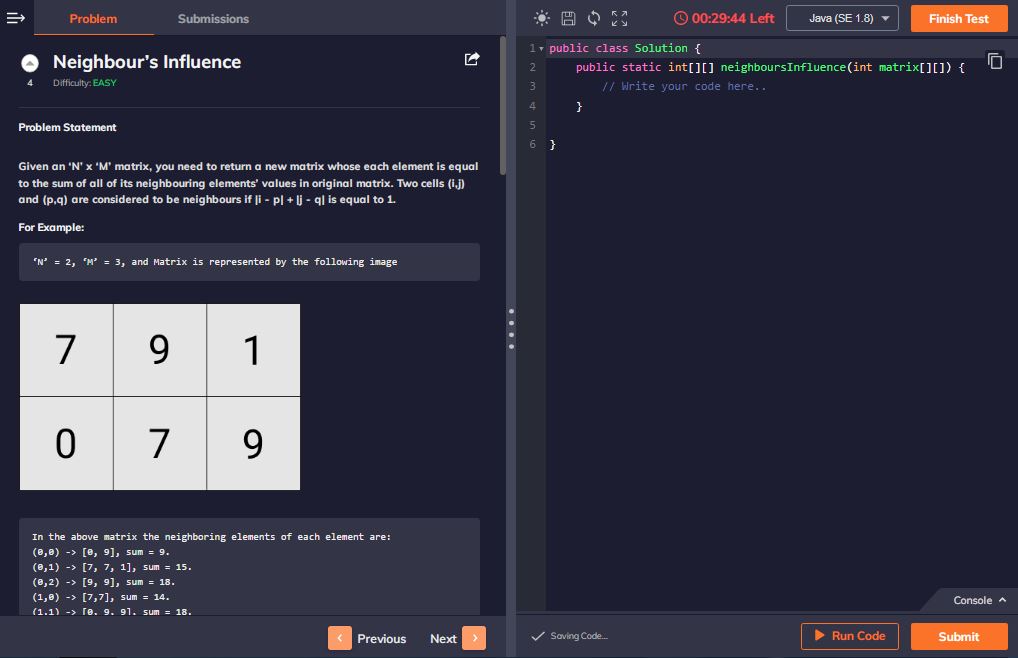 Problem
Submissions
00:29:44 Left
Java (SE 1.8)
Finish Test
4
Neighbour's Influence
Difficulty: EASY
Problem Statement
Given an ‘N’ x ‘M’ matrix, you need to return a new matrix whose each element is equal
to the sum of all of its neighbouring elements’ values in original matrix. Two cells (i,j)
and (p,q) are considered to be neighbours if |i - p| + |j - q| is equal to 1.
For Example:
‘N’ = 2, ‘M’ = 3, and Matrix is represented by the following image
7 9 1
0 7 9
In the above matrix the neighboring elements of each element are:
(0,0) -> [0, 9], sum = 9.
(0,1) -> [7, 7, 1], sum = 15.
(0,2) -> [9, 9], sum = 18.
(1,0) -> [7,7], sum = 14.
(1,1) -> [0, 9, 9], sum = 18.
Previous
Next
1 public class Solution {
2 public static int[][] neighboursInfluence(int matrix[][]) {
3 // Write your code here..
4 }
5
6 }
Console
Saving Code...
Run Code
Submit